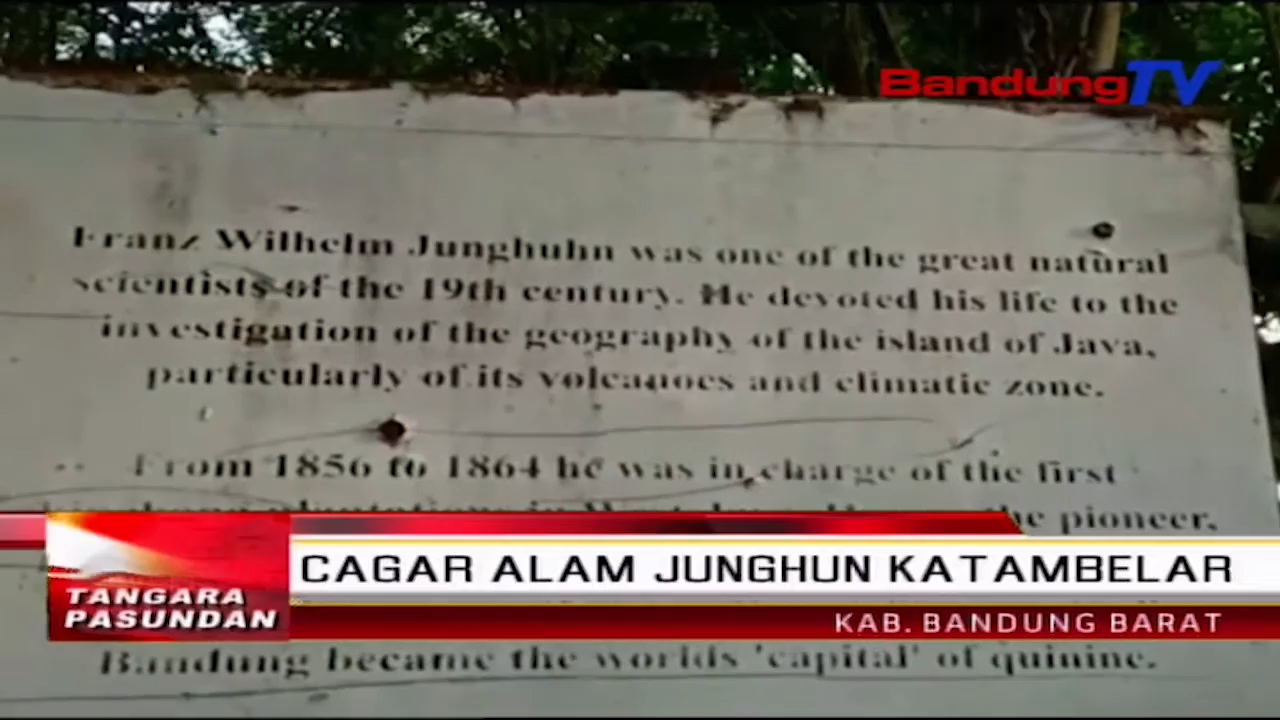 BandungTV
Franz Wilhelm Junghuhn was one of the great natural
scientists of the 19th century. He devoted his life to the
investigation of the geography of the island of Java,
particularly of its volcanoes and climatic zone.
From 1856 to 1864 he was in charge of the first
the pioneer,
CAGAR ALAM JUNGHUN KATAMBELAR
TANGARA
PASUNDAN
KAB. BANDUNG BARAT
Bandung became the worlds 'capital' of quinine.